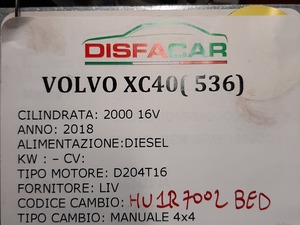 DISFACAR
VOLVO XC40( 536)
CILINDRATA: 2000 16V
ANNO: 2018
ALIMENTAZIONE:DIESEL
KW : – CV:
TIPO MOTORE: D204T16
FORNITORE: LIV
CODICE CAMBIO: HU1R7002 BED
TIPO CAMBIO: MANUALE 4x4